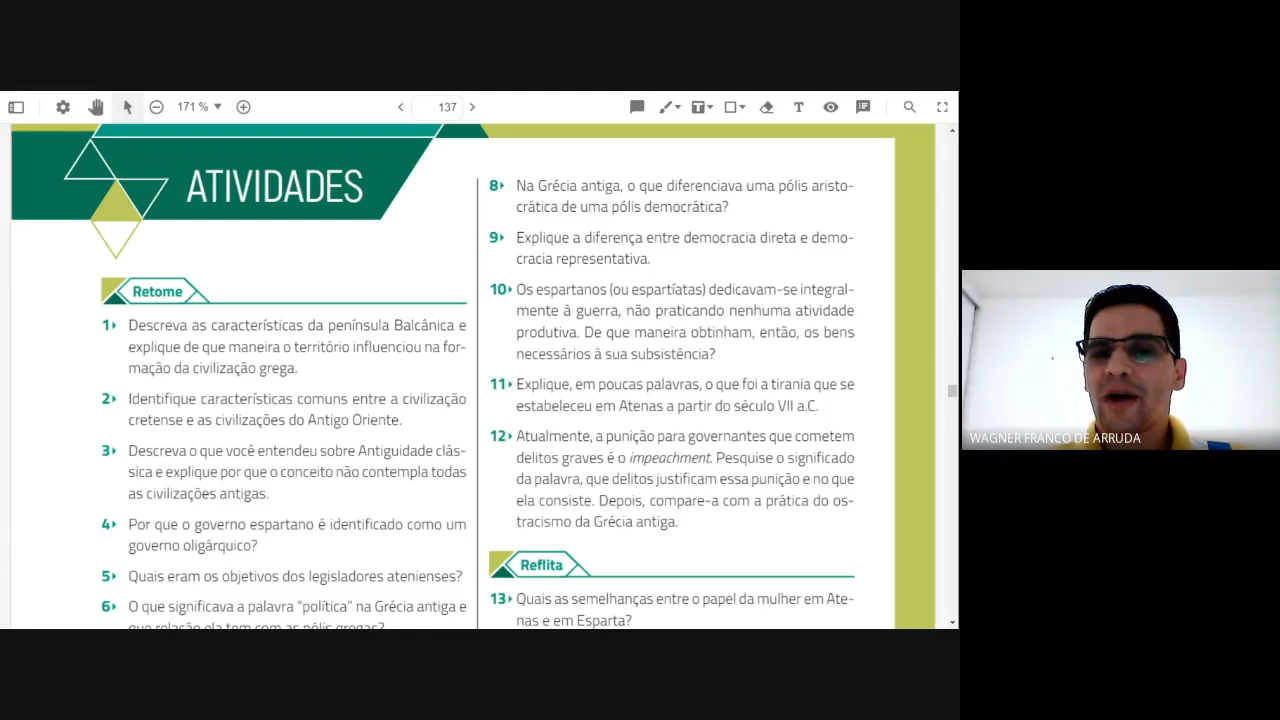 171 %
137
ATIVIDADES
Retome
1 Descreva as características da península Balcânica e
explique de que maneira o território influenciou na for-
mação da civilização grega.
2 Identifique características comuns entre a civilização
cretense e as civilizações do Antigo Oriente.
3 Descreva o que você entendeu sobre Antiguidade clás-
sica e explique por que o conceito não contempla todas
as civilizações antigas.
4 Por que o governo espartano é identificado como um
governo oligárquico?
5 Quais eram os objetivos dos legisladores atenienses?
6 O que significava a palavra “política” na Grécia antiga e
que relação ela tem com as pólis gregas?
8 Na Grécia antiga, o que diferenciava uma pólis aristo-
crática de uma pólis democrática?
9 Explique a diferença entre democracia direta e demo-
cracia representativa.
10 Os espartanos (ou espartíatas) dedicavam-se integral-
mente à guerra, não praticando nenhuma atividade
produtiva. De que maneira obtinham, então, os bens
necessários à sua subsistência?
11 Explique, em poucas palavras, o que foi a tirania que se
estabeleceu em Atenas a partir do século VII a.C.
12 Atualmente, a punição para governantes que cometem
delitos graves é o impeachment. Pesquise o significado
da palavra, que delitos justificam essa punição e no que
ela consiste. Depois, compare-a com a prática do os-
tracismo da Grécia antiga.
Reflita
13 Quais as semelhanças entre o papel da mulher em Ate-
nas e em Esparta?
WAGNER FRANCO DE ARRUDA